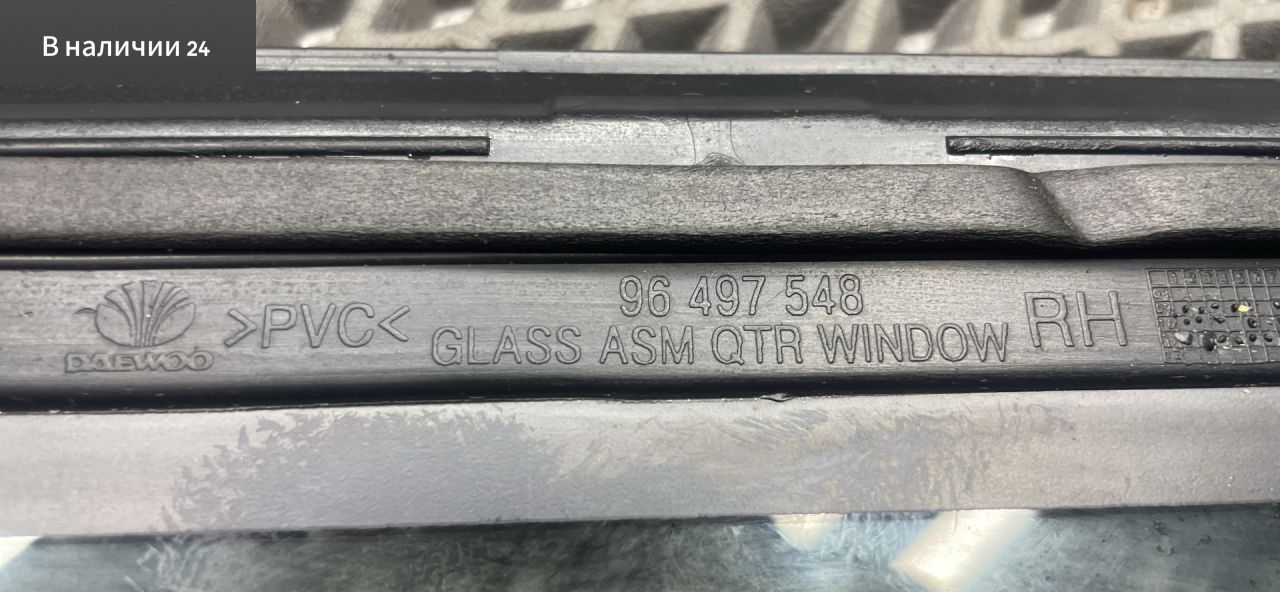 В наличии 24
DAEWOO
>PVC<
96 497 548
GLASS ASM QTR WINDOW
RH